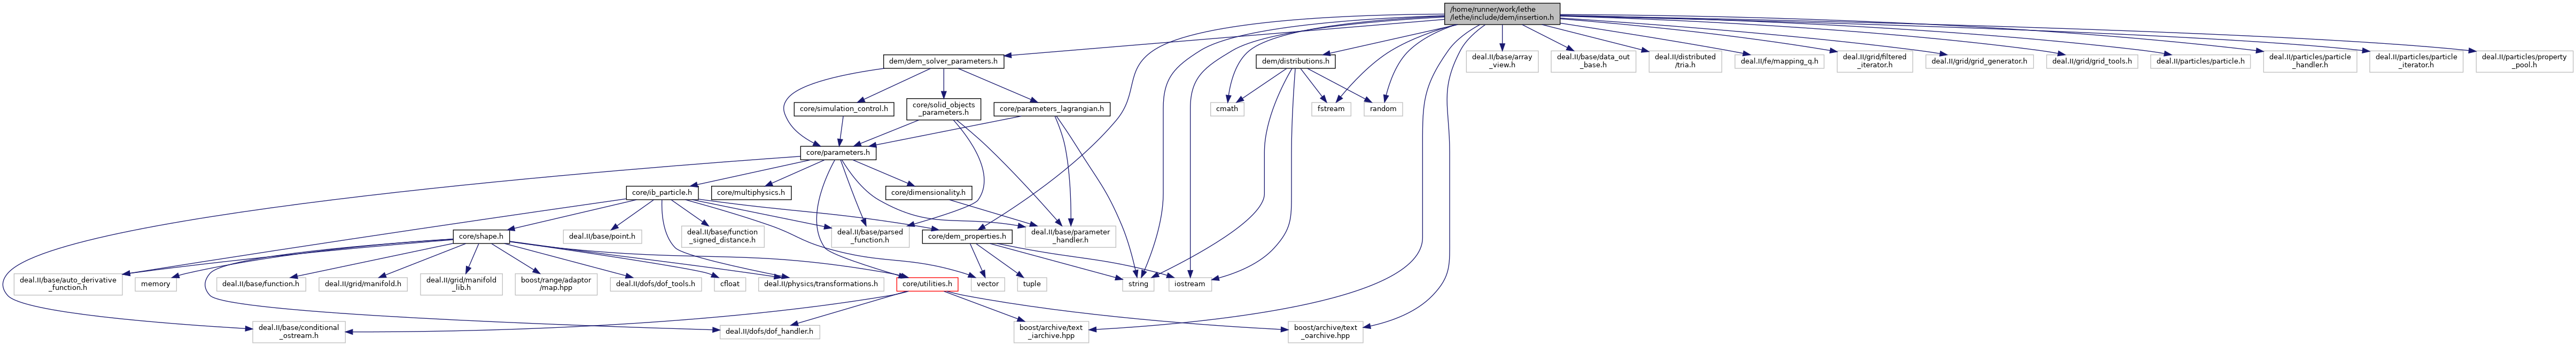 /home/runner/work/lethe
/lethe/include/dem/insertion.h
dem/dem_solver_parameters.h
dem/distributions.h
deal.II/base/array
_view.h
deal.II/base/data_out
_base.h
deal.II/distributed
/tria.h
deal.II/fe/mapping_q.h
deal.II/grid/filtered
_iterator.h
deal.II/grid/grid_generator.h
deal.II/grid/grid_tools.h
deal.II/particles/particle.h
deal.II/particles/particle
_handler.h
deal.II/particles/particle
_iterator.h
deal.II/particles/property
_pool.h
core/simulation_control.h
core/solid_objects
_parameters.h
core/parameters_lagrangian.h
cmath
fstream
random
core/parameters.h
core/ib_particle.h
core/multiphysics.h
core/dimensionality.h
core/shape.h
deal.II/base/point.h
deal.II/base/function
_signed_distance.h
deal.II/base/parsed
_function.h
core/dem_properties.h
deal.II/base/parameter
_handler.h
deal.II/base/auto_derivative
_function.h
memory
deal.II/base/function.h
deal.II/grid/manifold.h
deal.II/grid/manifold
_lib.h
boost/range/adaptor
/map.hpp
deal.II/dofs/dof_tools.h
cfloat
deal.II/physics/transformations.h
core/utilities.h
vector
tuple
string
iostream
deal.II/base/conditional
_ostream.h
deal.II/dofs/dof_handler.h
boost/archive/text
_iarchive.hpp
boost/archive/text
_oarchive.hpp